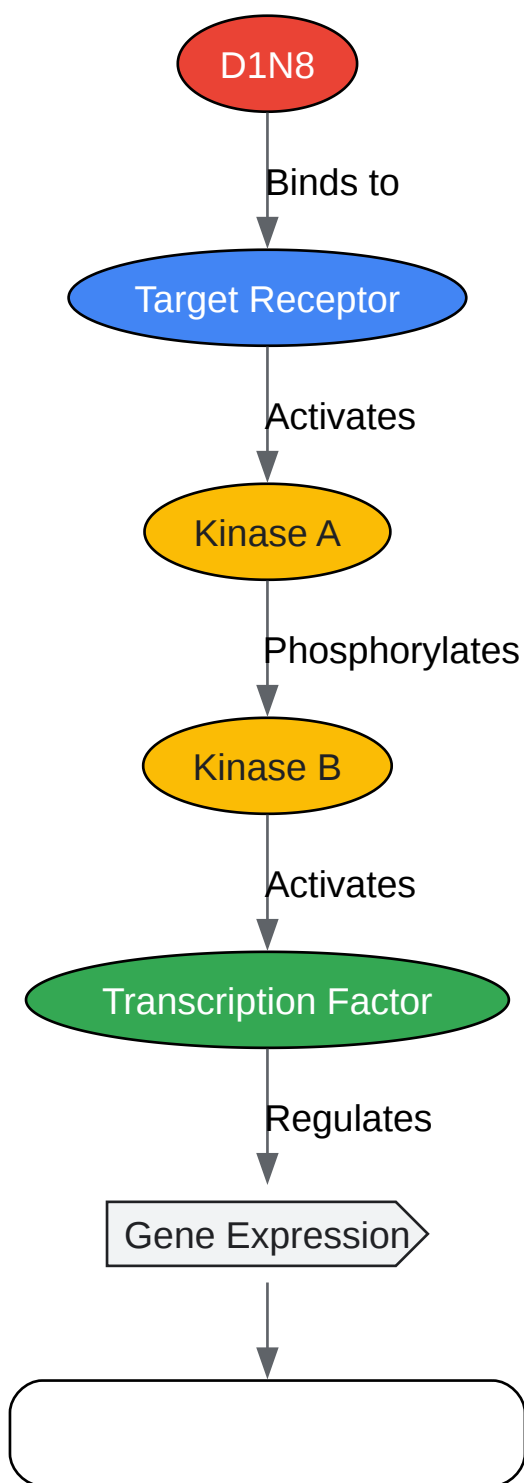 D1N8
Binds to
Target Receptor
Activates
Kinase A
Phosphorylates
Kinase B
Activates
Transcription Factor
Regulates
Gene Expression